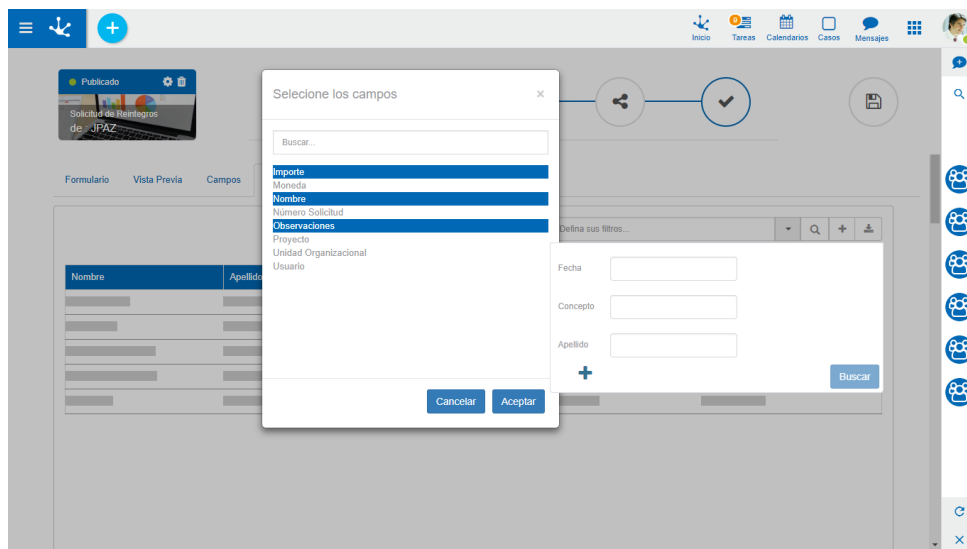 9
Inicio
Tareas
Calendarios
Casos
Mensajes
Publicado
Solicitud de Reintegros
de JPAZ
Formulario
Vista Previa
Campos
Selecione los campos
×
Buscar...
Importe
Moneda
Nombre
Número Solicitud
Observaciones
Proyecto
Unidad Organizacional
Usuario
Cancelar
Aceptar
Defina sus filtros...
Nombre
Apellido
Fecha
Concepto
Apellido
Buscar